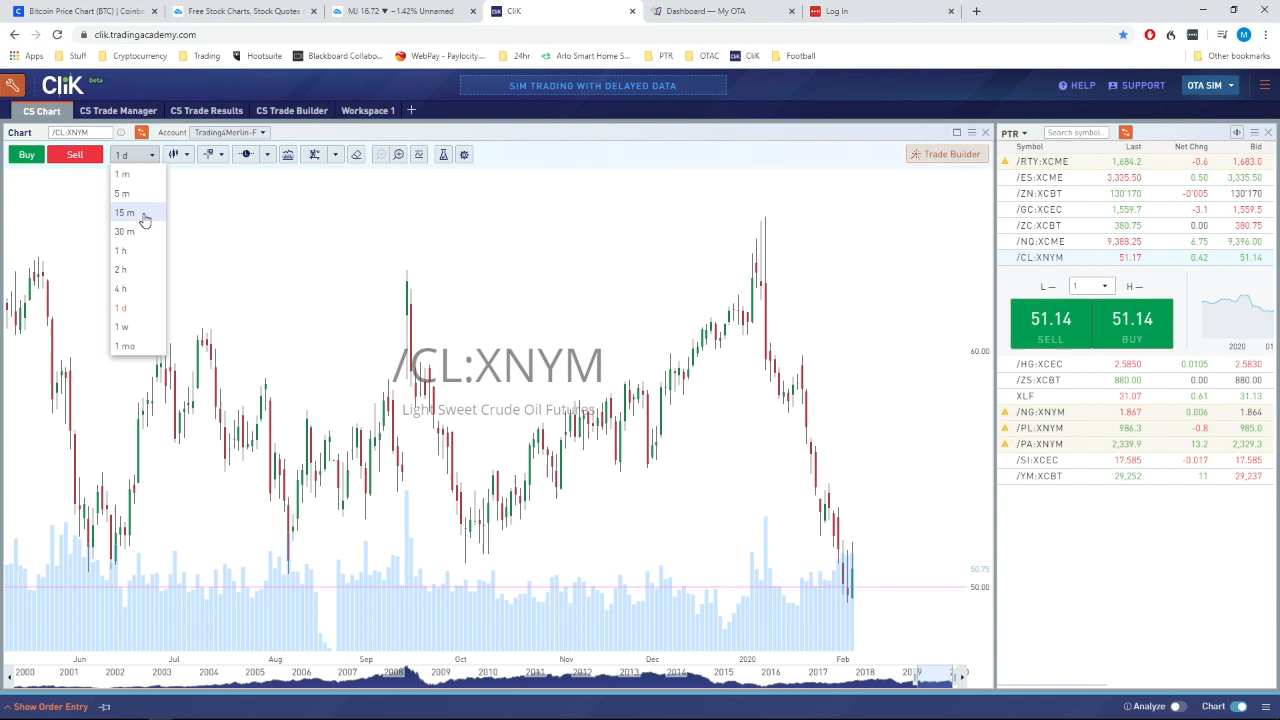 Bitcoin Price Chart (BTC) | Coinba
Free Stock Charts, Stock Quotes
MJ 16.72 ▼ −1.42% Unnamed
CliK
Dashboard — My OTA
Log In
clik.tradingacademy.com
Apps
Stuff
Cryptocurrency
Trading
Hootsuite
Blackboard Collabo...
WebPay - Paylocity...
24hr
Arlo Smart Home S...
PTR
OTAC
CliK
Football
Other bookmarks
CliK beta
SIM TRADING WITH DELAYED DATA
HELP
SUPPORT
OTA SIM
CS Chart
CS Trade Manager
CS Trade Results
CS Trade Builder
Workspace 1
Chart
/CL:XNYM
Account
Trading4Merlin-F
Buy
Sell
1 d
Trade Builder
1 m
5 m
15 m
30 m
1 h
2 h
4 h
1 d
1 w
1 mo
/CL:XNYM
Light Sweet Crude Oil Futures
60.00
50.75
50.00
Jun Jul Aug Sep Oct Nov Dec 2020 Feb
2000 2001 2002 2003 2004 2005 2006 2007 2008 2009 2010 2011 2012 2013 2014 2015 2016 2017 2018 2019
PTR
Search symbol...
Symbol Last Net Chng Bid
/RTY:XCME 1,684.2 -0.6 1,683.0
/ES:XCME 3,335.50 0.50 3,335.50
/ZN:XCBT 130'170 -0'005 130'170
/GC:XCEC 1,559.7 -3.1 1,559.5
/ZC:XCBT 380.75 0.00 380.75
/NQ:XCME 9,388.25 6.75 9,396.00
/CL:XNYM 51.17 0.42 51.14
L — 1 H —
51.14 51.14
SELL BUY
2020 01
/HG:XCEC 2.5850 0.0105 2.5830
/ZS:XCBT 880.00 0.00 880.00
XLF 31.07 0.61 31.13
/NG:XNYM 1.867 0.006 1.864
/PL:XNYM 986.3 -0.8 985.0
/PA:XNYM 2,339.9 13.2 2,329.3
/SI:XCEC 17.585 -0.017 17.585
/YM:XCBT 29,252 11 29,237
Show Order Entry
Analyze
Chart